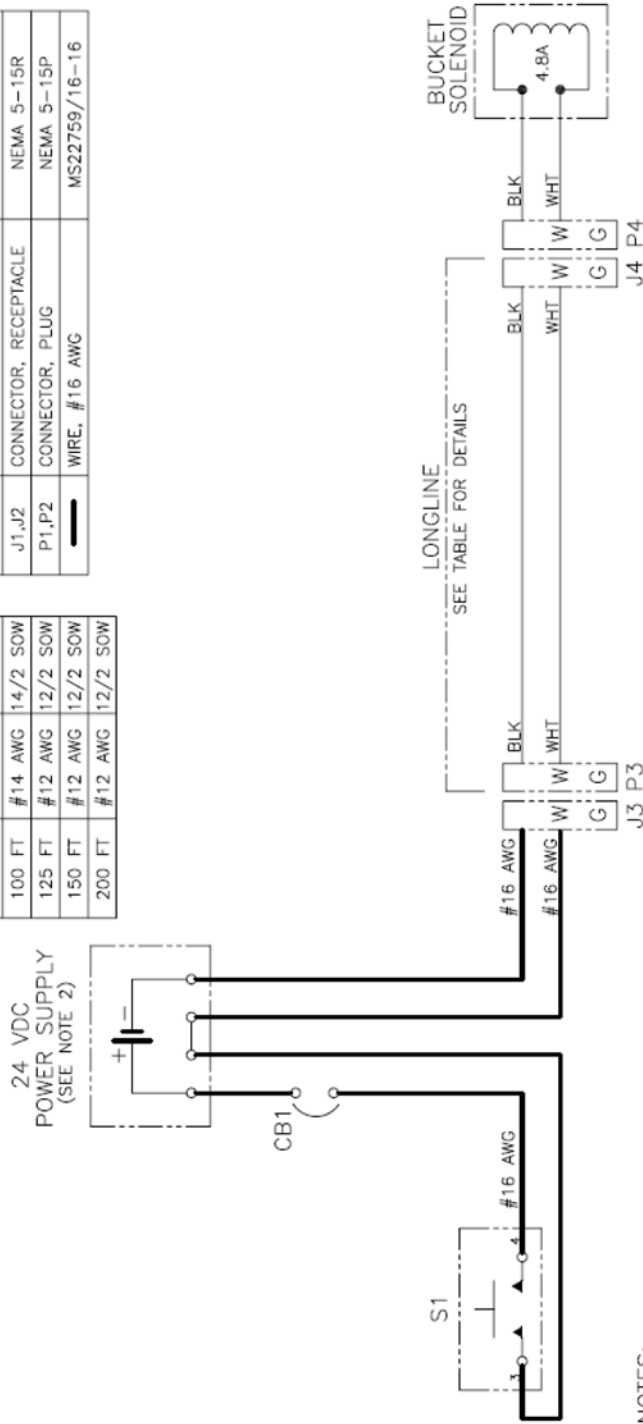 J1,J2 CONNECTOR, RECEPTACLE NEMA 5-15R
P1,P2 CONNECTOR, PLUG NEMA 5-15P
WIRE, #16 AWG MS22759/16-16
100 FT #14 AWG 14/2 SOW
125 FT #12 AWG 12/2 SOW
150 FT #12 AWG 12/2 SOW
200 FT #12 AWG 12/2 SOW
24 VDC
POWER SUPPLY
(SEE NOTE 2)
+ -
CB1
S1
3 4
#16 AWG
#16 AWG
#16 AWG
J3 P3
W W
G G
BLK
WHT
LONGLINE
SEE TABLE FOR DETAILS
BLK
WHT
J4 P4
W W
G G
BLK
WHT
BUCKET
SOLENOID
4.8A